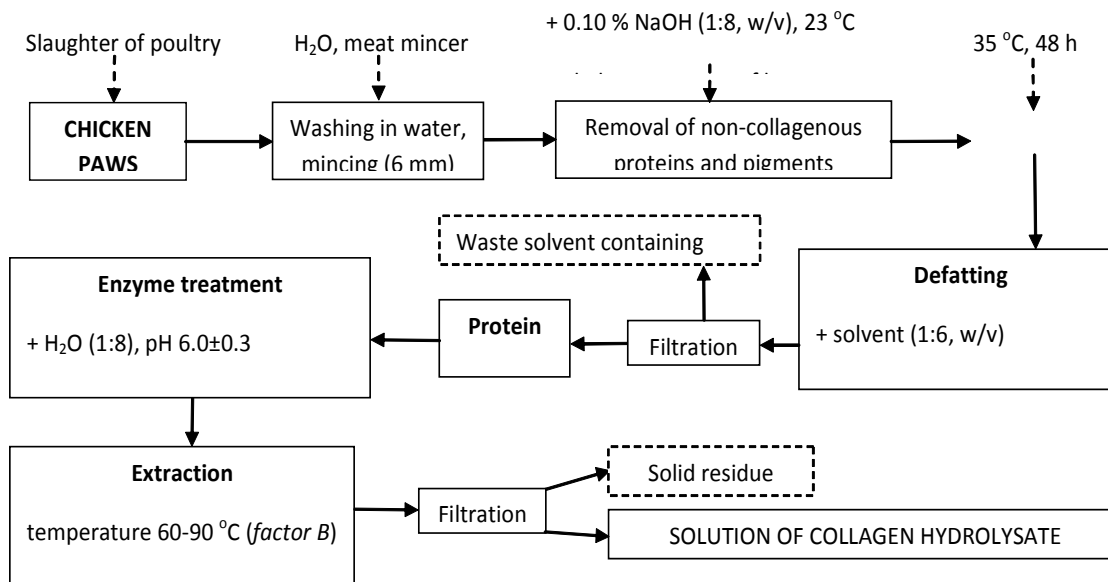 Slaughter of poultry
H₂O, meat mincer
+ 0.10 % NaOH (1:8, w/v), 23 °C
35 °C, 48 h
CHICKEN
PAWS
Washing in water,
mincing (6 mm)
Removal of non-collagenous
proteins and pigments
Waste solvent containing
Enzyme treatment
+ H₂O (1:8), pH 6.0±0.3
Protein
Filtration
Defatting
+ solvent (1:6, w/v)
Extraction
temperature 60-90 °C (factor B)
Filtration
Solid residue
SOLUTION OF COLLAGEN HYDROLYSATE